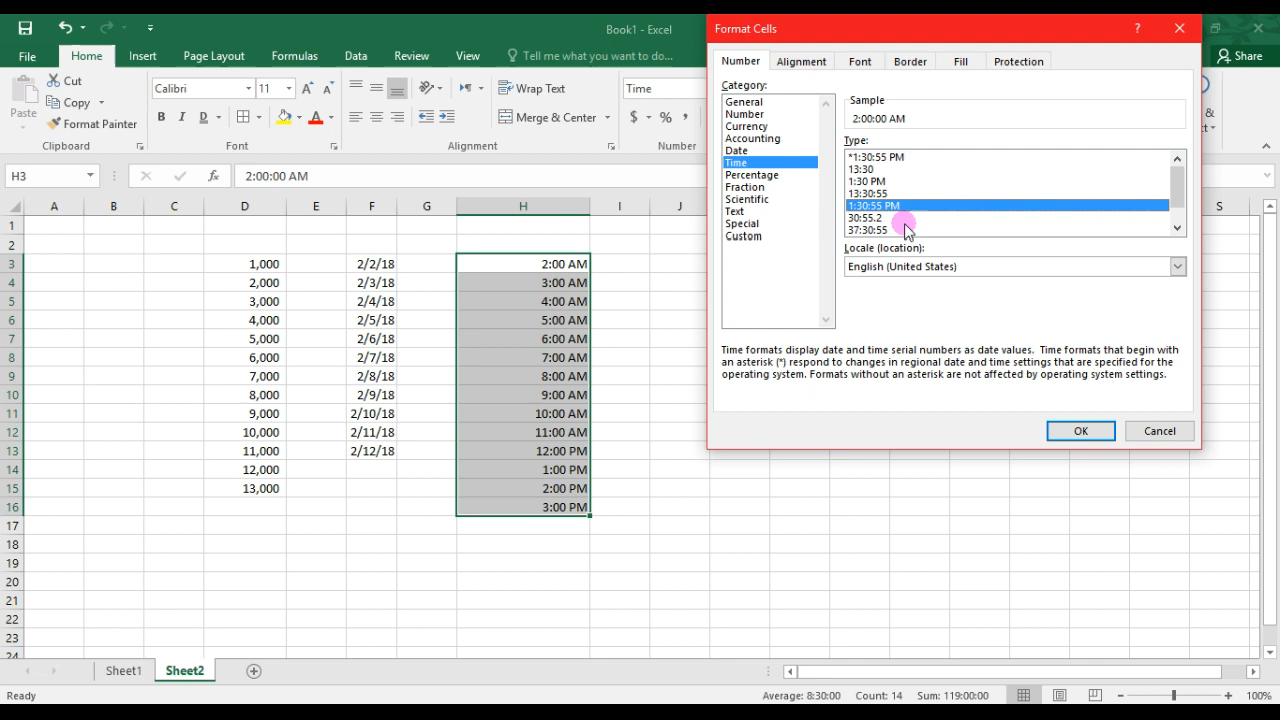 Book1 - Excel
File Home Insert Page Layout Formulas Data Review View Tell me what you want to do... Share
Paste
Cut
Copy
Format Painter
Clipboard
Calibri 11
B I D
A
Font
Wrap Text
Merge & Center
Alignment
Time
$ % ,
Number
&
H3 fx 2:00:00 AM
A B C D E F G H I J S
1
2
3 1,000 2/2/18 2:00 AM
4 2,000 2/3/18 3:00 AM
5 3,000 2/4/18 4:00 AM
6 4,000 2/5/18 5:00 AM
7 5,000 2/6/18 6:00 AM
8 6,000 2/7/18 7:00 AM
9 7,000 2/8/18 8:00 AM
10 8,000 2/9/18 9:00 AM
11 9,000 2/10/18 10:00 AM
12 10,000 2/11/18 11:00 AM
13 11,000 2/12/18 12:00 PM
14 12,000 1:00 PM
15 13,000 2:00 PM
16 3:00 PM
17
18
19
20
21
22
23
24
Format Cells ?
Number Alignment Font Border Fill Protection
Category:
General
Number
Currency
Accounting
Date
Time
Percentage
Fraction
Scientific
Text
Special
Custom
Sample
2:00:00 AM
Type:
*1:30:55 PM
13:30
1:30 PM
13:30:55
1:30:55 PM
30:55.2
37:30:55
Locale (location):
English (United States)
Time formats display date and time serial numbers as date values. Time formats that begin with
an asterisk (*) respond to changes in regional date and time settings that are specified for the
operating system. Formats without an asterisk are not affected by operating system settings.
OK Cancel
Sheet1 Sheet2
Ready Average: 8:30:00 Count: 14 Sum: 119:00:00 100%